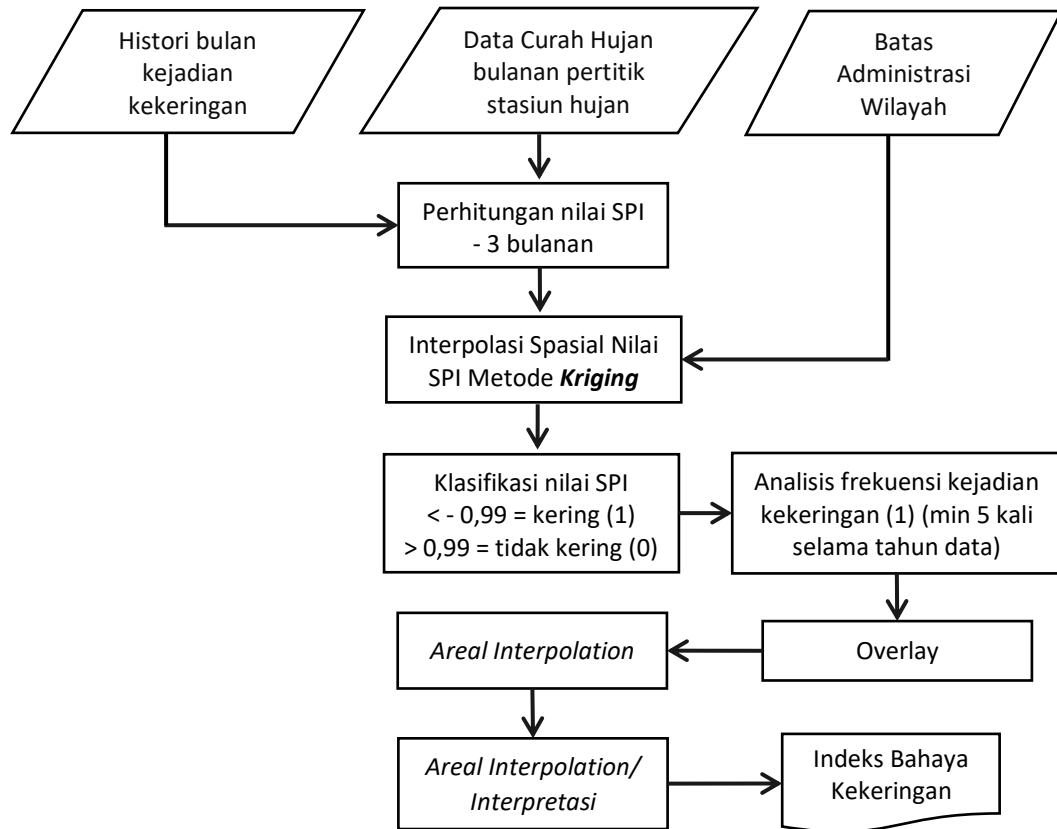 Histori bulan
kejadian
kekeringan
Data Curah Hujan
bulanan pertitik
stasiun hujan
Batas
Administrasi
Wilayah
Perhitungan nilai SPI
- 3 bulanan
Interpolasi Spasial Nilai
SPI Metode Kriging
Klasifikasi nilai SPI
< - 0,99 = kering (1)
> 0,99 = tidak kering (0)
Analisis frekuensi kejadian
kekeringan (1) (min 5 kali
selama tahun data)
Areal Interpolation
Overlay
Areal Interpolation/
Interpretasi
Indeks Bahaya
Kekeringan